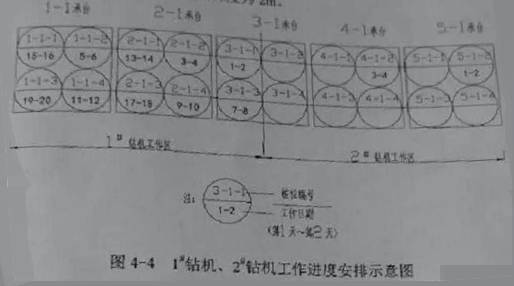 为2m.
1-1承台 2-1承台 3-1承台 4-1承台 5-1承台
1-1-1 1-1-2 2-1-1 2-1-2 3-1-1 3-1-2 4-1-1 4-1-2 5-1-1 5-1-2
15-16 5-6 13-14 3-4 1-2 3-4 1-2
1-1-3 1-1-4 2-1-3 2-1-4 3-1-3 3-1-4 4-1-3 4-1-4 5-1-3 5-1-4
19-20 11-12 17-18 9-10 7-8
1#钻机工作区 2#钻机工作区
注: 3-1-1 桩位编号
1-2 工作日期
(第1天~第2天)
图 4-4 1#钻机、2#钻机工作进度安排示意图